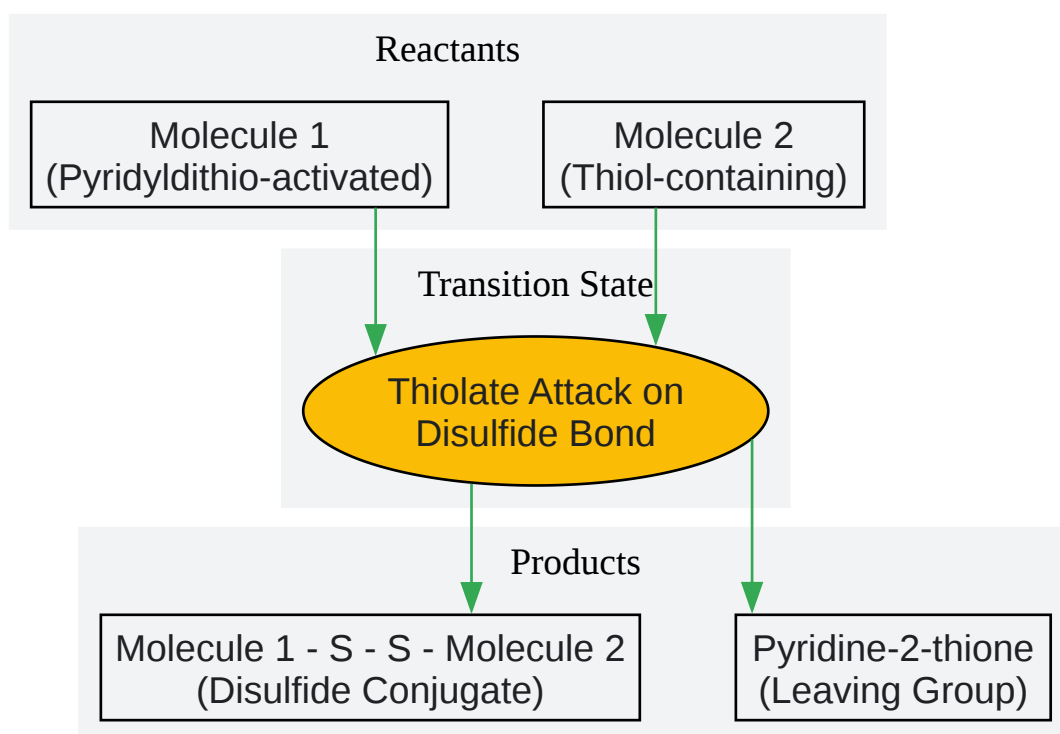 Reactants
Molecule 1
(Pyridyldithio-activated)
Molecule 2
(Thiol-containing)
Transition State
Thiolate Attack on
Disulfide Bond
Products
Molecule 1 - S - S - Molecule 2
(Disulfide Conjugate)
Pyridine-2-thione
(Leaving Group)